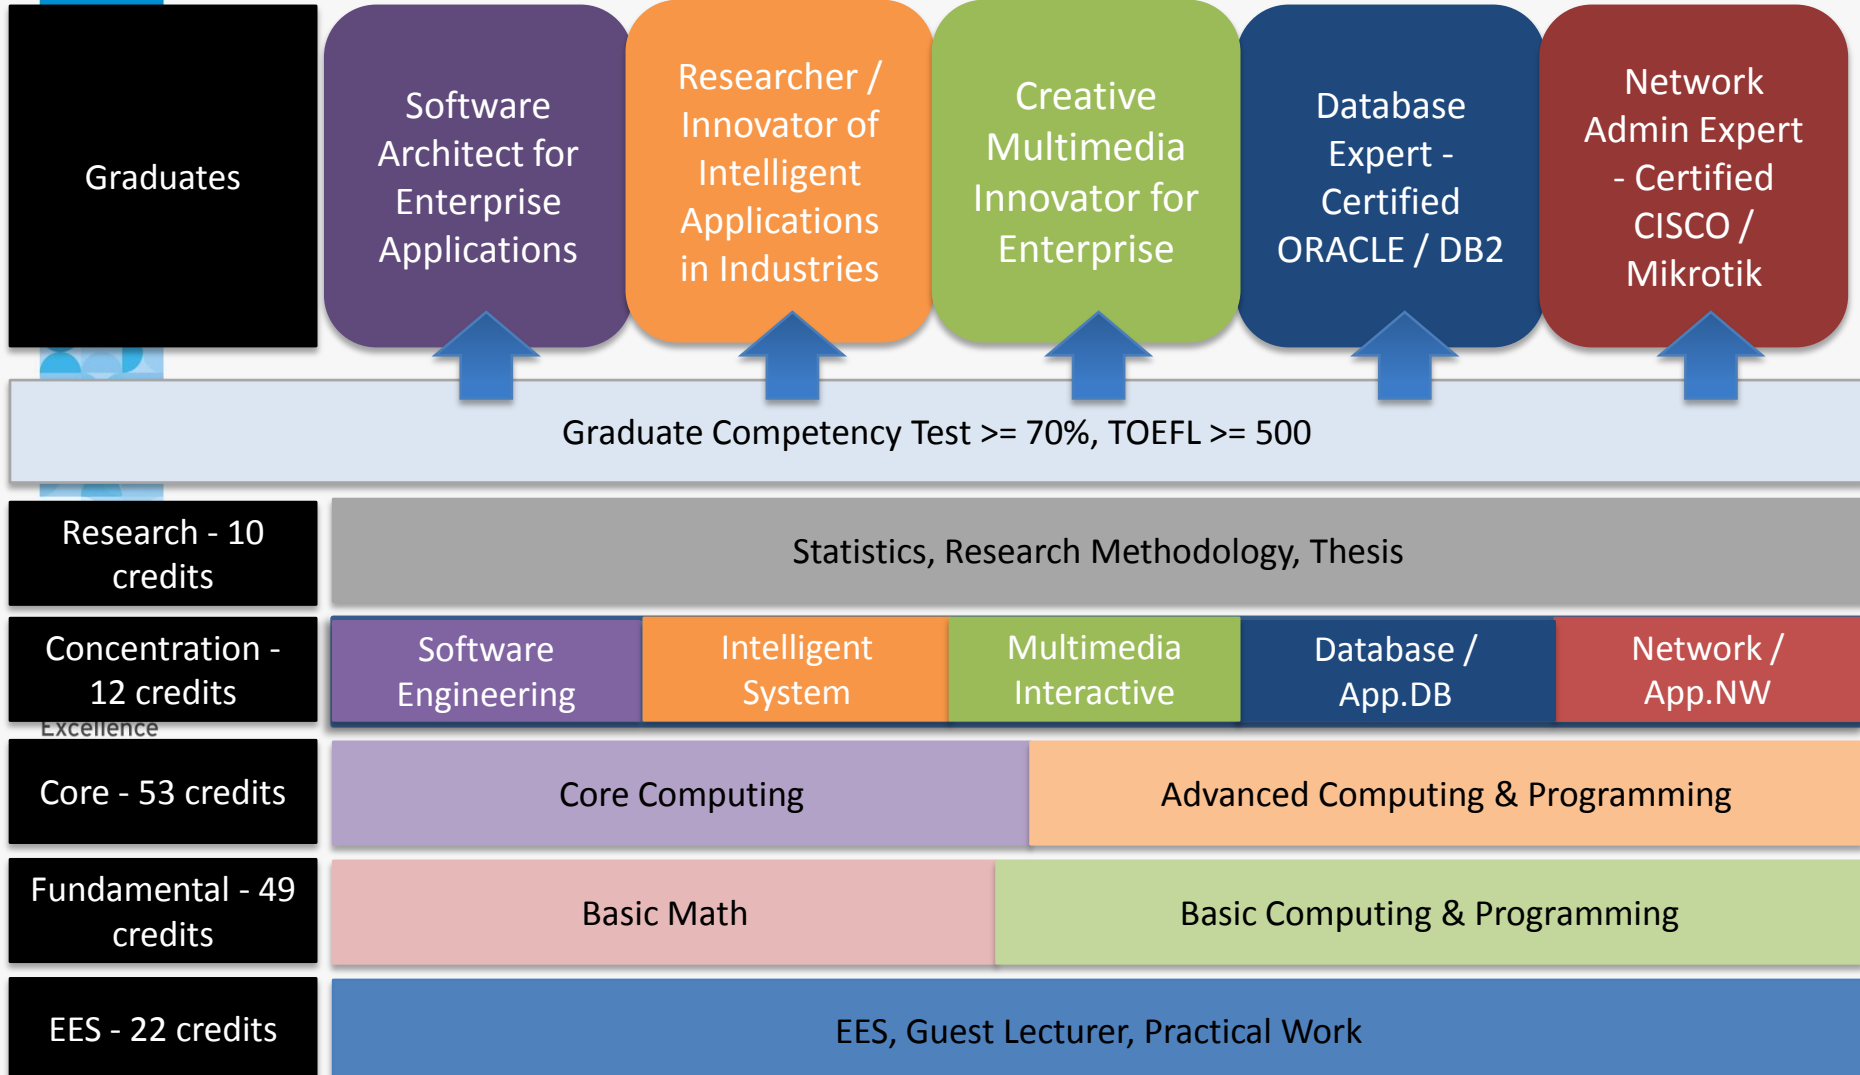 Graduates
Software
Architect for
Enterprise
Applications
Researcher /
Innovator of
Intelligent
Applications
in Industries
Creative
Multimedia
Innovator for
Enterprise
Database
Expert -
Certified
ORACLE / DB2
Network
Admin Expert
- Certified
CISCO /
Mikrotik
Graduate Competency Test >= 70%, TOEFL >= 500
Research - 10
credits
Statistics, Research Methodology, Thesis
Concentration -
12 credits
Software
Engineering
Intelligent
System
Multimedia
Interactive
Database /
App.DB
Network /
App.NW
Excellence
Core - 53 credits
Core Computing
Advanced Computing & Programming
Fundamental - 49
credits
Basic Math
Basic Computing & Programming
EES - 22 credits
EES, Guest Lecturer, Practical Work